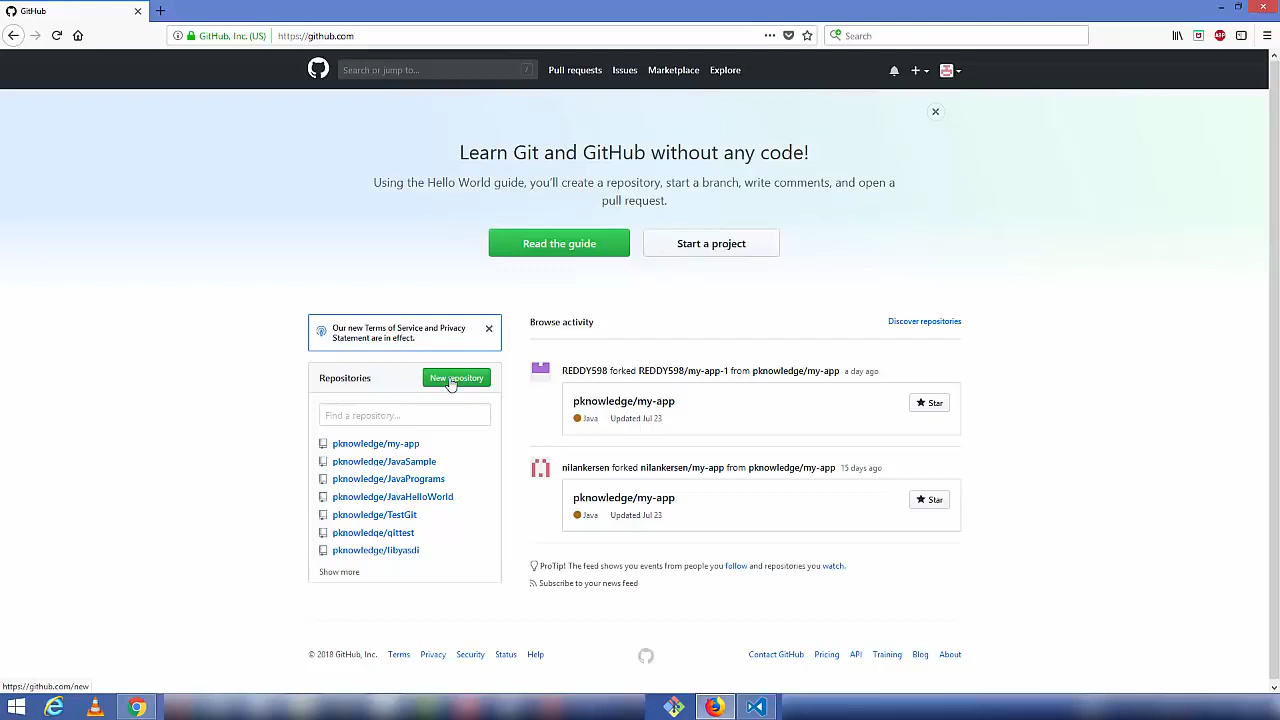 GitHub
GitHub, Inc. (US) https://github.com
Search
Search or jump to... /
Pull requests Issues Marketplace Explore
Learn Git and GitHub without any code!
Using the Hello World guide, you'll create a repository, start a branch, write comments, and open a
pull request.
Read the guide Start a project
Our new Terms of Service and Privacy
Statement are in effect.
Repositories New repository
Find a repository...
pknowledge/my-app
pknowledge/JavaSample
pknowledge/JavaPrograms
pknowledge/JavaHelloWorld
pknowledge/TestGit
pknowledge/gittest
pknowledge/libyasdi
Show more
Browse activity Discover repositories
REDDY598 forked REDDY598/my-app-1 from pknowledge/my-app a day ago
pknowledge/my-app Star
Java Updated Jul 23
nilankersen forked nilankersen/my-app from pknowledge/my-app 15 days ago
pknowledge/my-app Star
Java Updated Jul 23
ProTip! The feed shows you events from people you follow and repositories you watch.
Subscribe to your news feed
© 2018 GitHub, Inc. Terms Privacy Security Status Help
Contact GitHub Pricing API Training Blog About
https://github.com/new